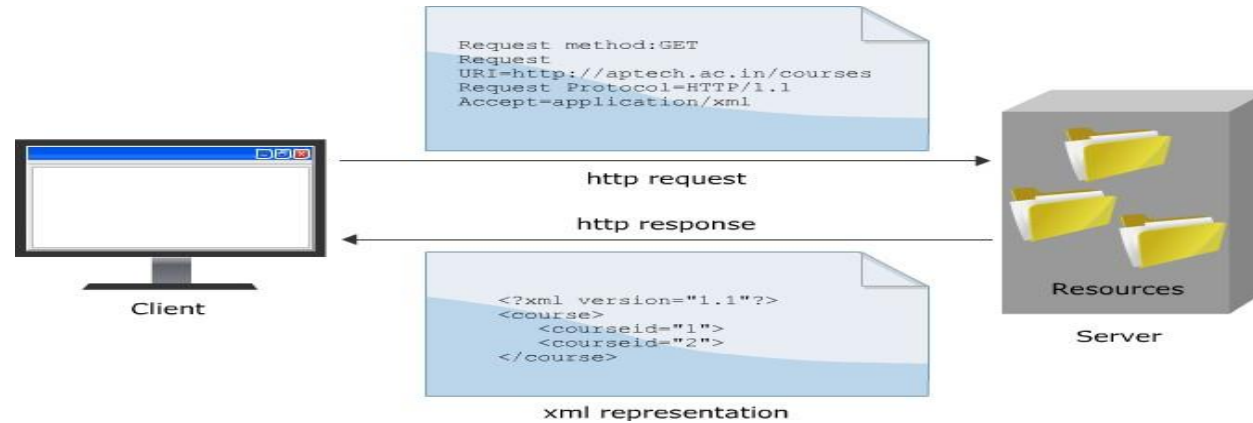 Request method:GET
Request
URI=http://aptech.ac.in/courses
Request Protocol=HTTP/1.1
Accept=application/xml
http request
http response
Client
<?xml version="1.1"?>
<course>
<courseid="1">
<courseid="2">
</course>
xml representation
Resources
Server